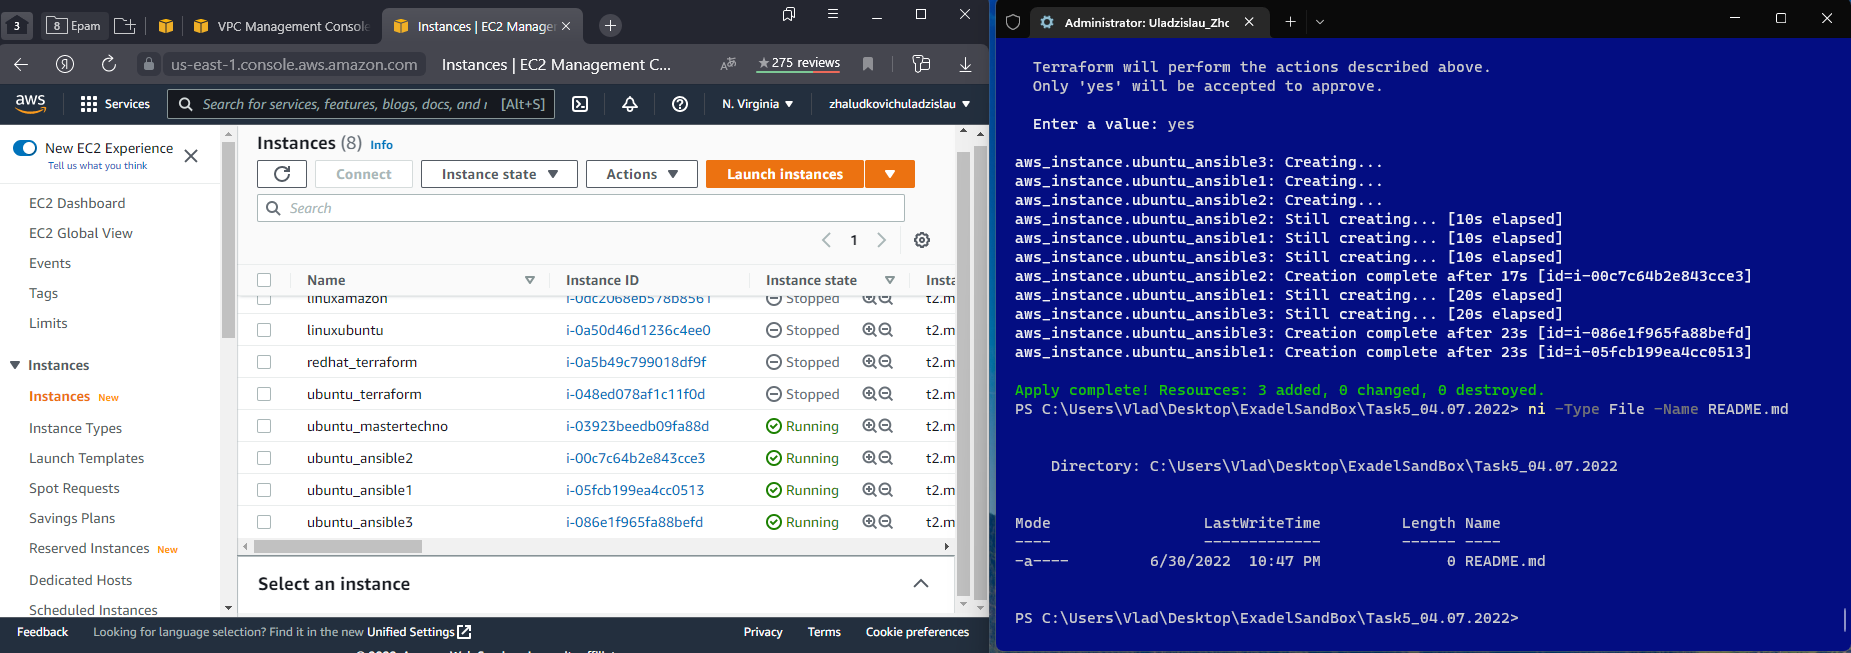 3
8 Epam
VPC Management Console
Instances | EC2 Manager
us-east-1.console.aws.amazon.com
Instances | EC2 Management C...
275 reviews
aws
Services
Search for services, features, blogs, docs, and r [Alt+S]
N. Virginia
zhaludkovichuladzislau
New EC2 Experience
Tell us what you think
EC2 Dashboard
EC2 Global View
Events
Tags
Limits
Instances
Instances New
Instance Types
Launch Templates
Spot Requests
Savings Plans
Reserved Instances New
Dedicated Hosts
Scheduled Instances
Instances (8) Info
Connect
Instance state
Actions
Launch instances
Search
1
Name Instance ID Instance state Insta
linuxamazon i-0dc2068eb578b8561 Stopped t2.m
linuxubuntu i-0a50d46d1236c4ee0 Stopped t2.m
redhat_terraform i-0a5b49c799018df9f Stopped t2.m
ubuntu_terraform i-048ed078af1c11f0d Stopped t2.m
ubuntu_mastertechno i-03923beedb09fa88d Running t2.m
ubuntu_ansible2 i-00c7c64b2e843cce3 Running t2.m
ubuntu_ansible1 i-05fcb199ea4cc0513 Running t2.m
ubuntu_ansible3 i-086e1f965fa88befd Running t2.m
Select an instance
Feedback
Looking for language selection? Find it in the new Unified Settings
Privacy
Terms
Cookie preferences
Administrator: Uladzislau_Zhc
Terraform will perform the actions described above.
Only 'yes' will be accepted to approve.
Enter a value: yes
aws_instance.ubuntu_ansible3: Creating...
aws_instance.ubuntu_ansible1: Creating...
aws_instance.ubuntu_ansible2: Creating...
aws_instance.ubuntu_ansible2: Still creating... [10s elapsed]
aws_instance.ubuntu_ansible1: Still creating... [10s elapsed]
aws_instance.ubuntu_ansible3: Still creating... [10s elapsed]
aws_instance.ubuntu_ansible2: Creation complete after 17s [id=i-00c7c64b2e843cce3]
aws_instance.ubuntu_ansible1: Still creating... [20s elapsed]
aws_instance.ubuntu_ansible3: Still creating... [20s elapsed]
aws_instance.ubuntu_ansible3: Creation complete after 23s [id=i-086e1f965fa88befd]
aws_instance.ubuntu_ansible1: Creation complete after 23s [id=i-05fcb199ea4cc0513]
Apply complete! Resources: 3 added, 0 changed, 0 destroyed.
PS C:\Users\Vlad\Desktop\ExadelSandBox\Task5_04.07.2022> ni -Type File -Name README.md
Directory: C:\Users\Vlad\Desktop\ExadelSandBox\Task5_04.07.2022
Mode LastWriteTime Length Name
---- ------------- ------ ----
-a---- 6/30/2022 10:47 PM 0 README.md
PS C:\Users\Vlad\Desktop\ExadelSandBox\Task5_04.07.2022>